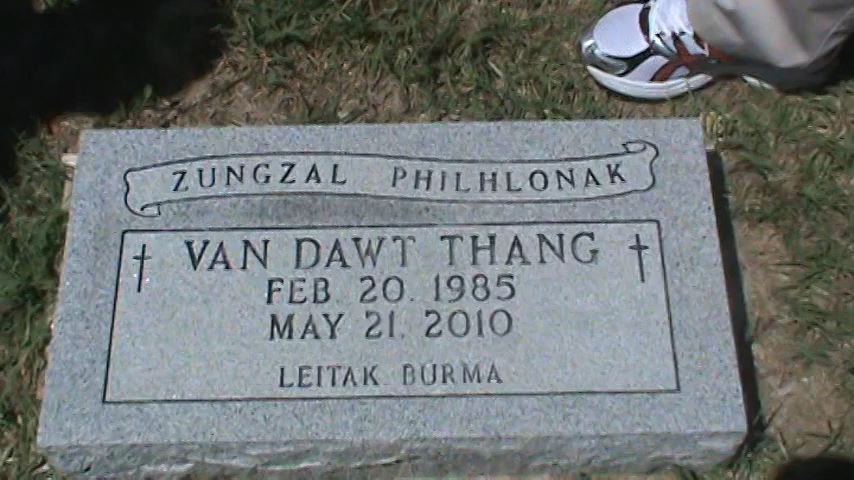 ZUNGZAL PHILHLONAK
VAN DAWT THANG
FEB. 20. 1985
MAY 21. 2010
LEITAK BURMA